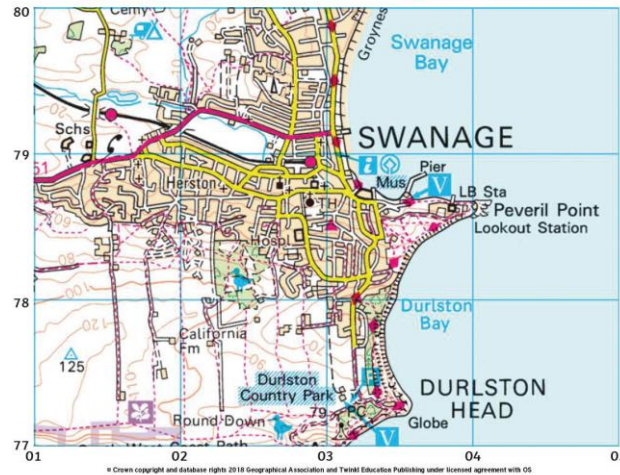 80
Cemy
Groynes
Swanage
Bay
Schs
79
SWANAGE
51
Herston
Mus
Pier
V
LB Sta
TH
Peveril Point
Lookout Station
Hospl
78
Durlston
Bay
California
Fm
125
Durlston
Country Park
DURLSTON
HEAD
79
PC
Round Down
Globe
V
77
01
02
03
04
0
© Crown copyright and database rights 2018 Geographical Association and Twinkl Education Publishing under licensed agreement with OS